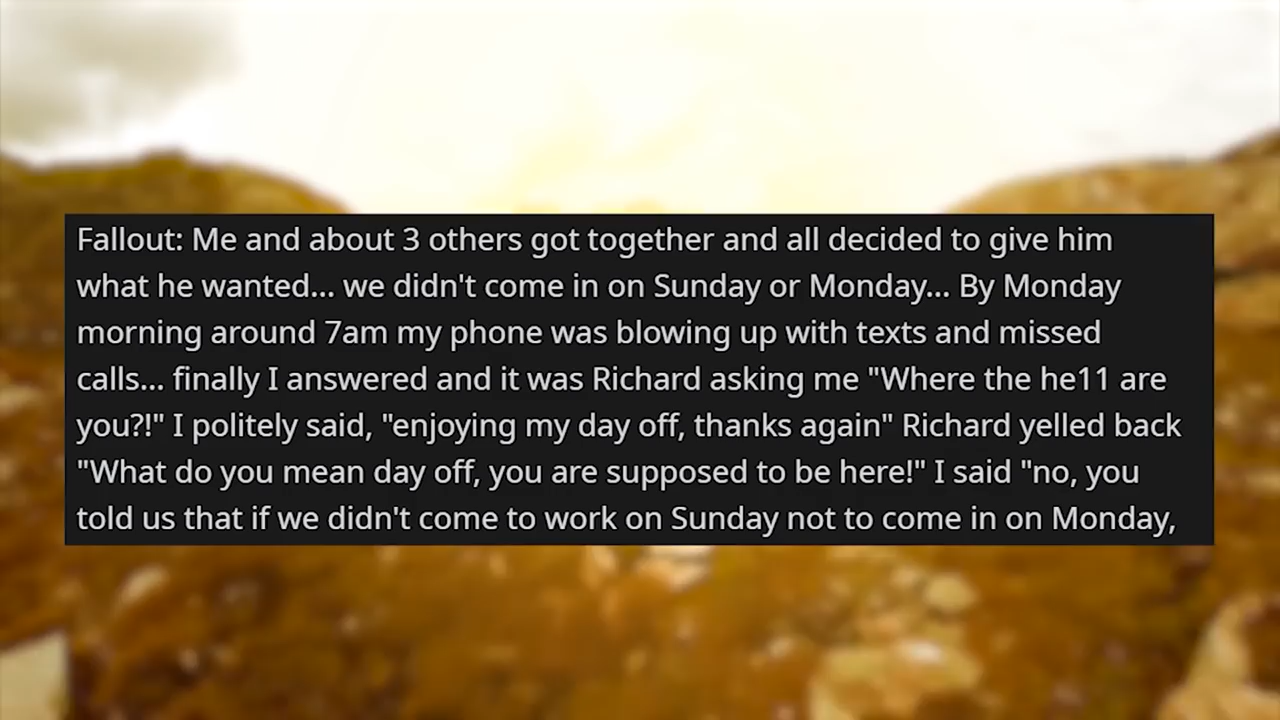 Fallout: Me and about 3 others got together and all decided to give him
what he wanted... we didn't come in on Sunday or Monday... By Monday
morning around 7am my phone was blowing up with texts and missed
calls... finally I answered and it was Richard asking me "Where the he11 are
you?!" I politely said, "enjoying my day off, thanks again" Richard yelled back
"What do you mean day off, you are supposed to be here!" I said "no, you
told us that if we didn't come to work on Sunday not to come in on Monday,